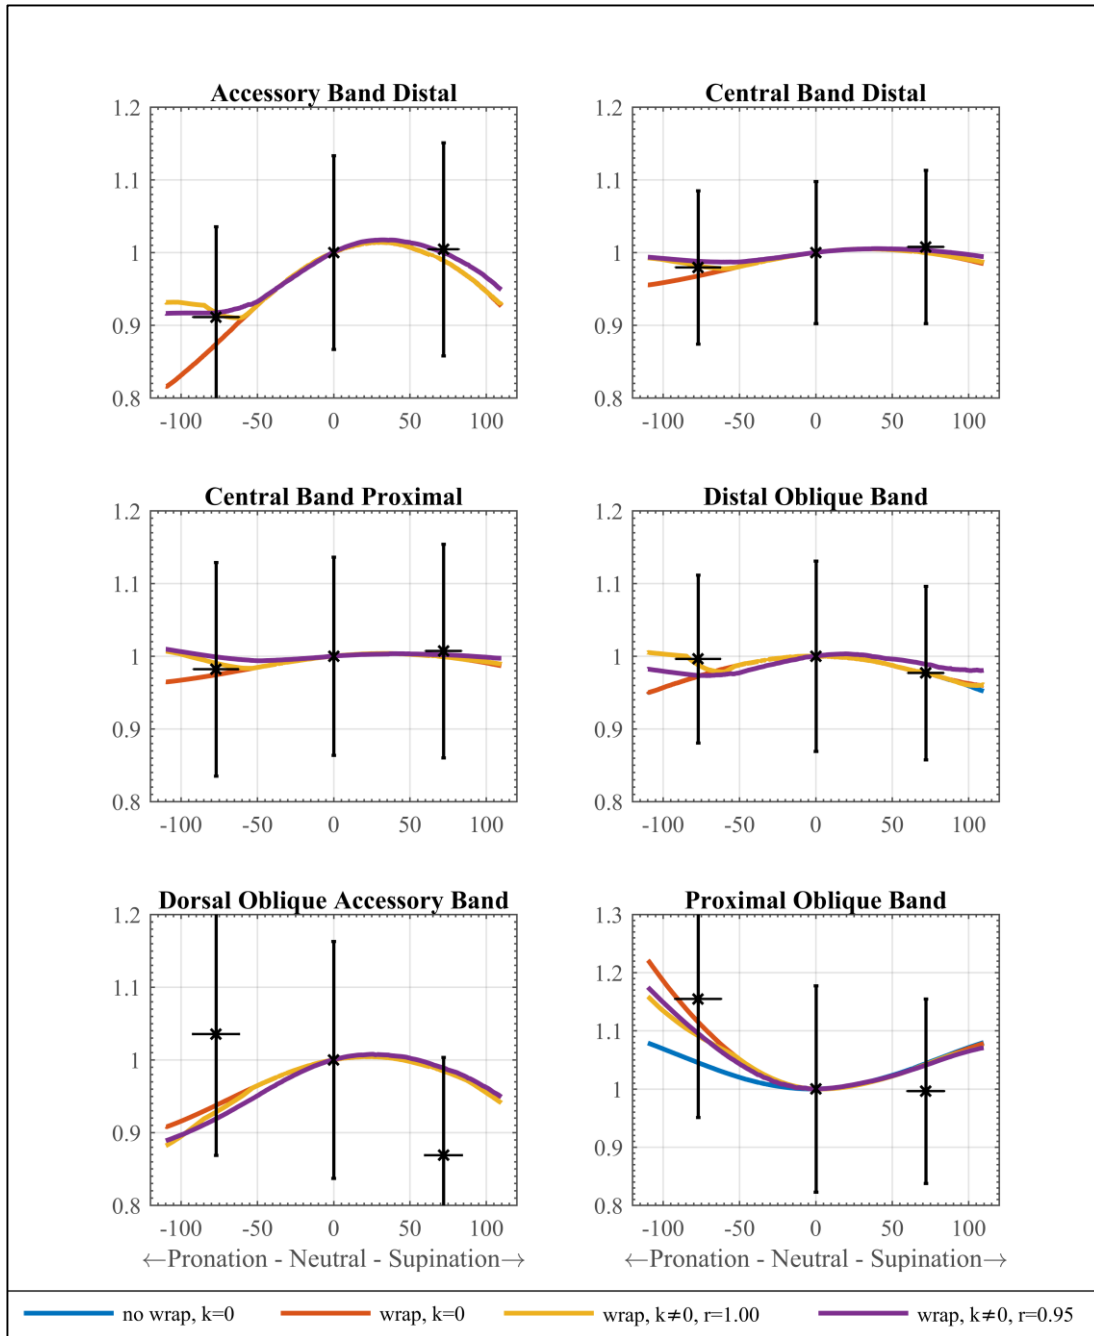 Accessory Band Distal
1.2
1.1
1
0.9
0.8
-100 -50 0 50 100
Central Band Distal
1.2
1.1
1
0.9
0.8
-100 -50 0 50 100
Central Band Proximal
1.2
1.1
1
0.9
0.8
-100 -50 0 50 100
Distal Oblique Band
1.2
1.1
1
0.9
0.8
-100 -50 0 50 100
Dorsal Oblique Accessory Band
1.2
1.1
1
0.9
0.8
-100 -50 0 50 100
←Pronation - Neutral - Supination→
Proximal Oblique Band
1.3
1.2
1.1
1
0.9
0.8
-100 -50 0 50 100
←Pronation - Neutral - Supination→
no wrap, k=0 wrap, k=0 wrap, k≠0, r=1.00 wrap, k≠0, r=0.95